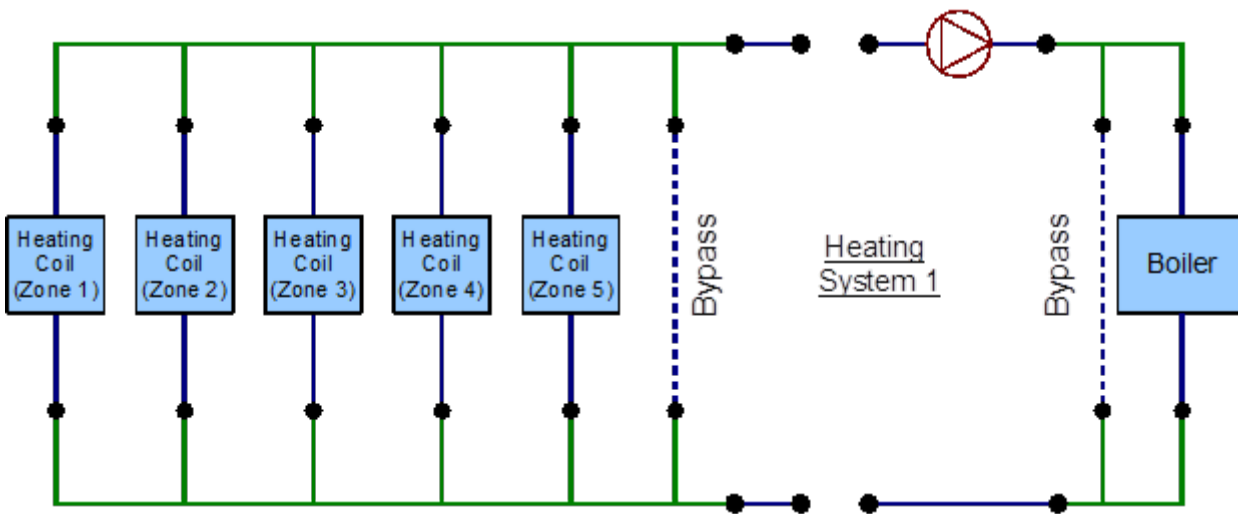 Heating
Coil
(Zone 1)
Heating
Coil
(Zone 2)
Heating
Coil
(Zone 3)
Heating
Coil
(Zone 4)
Heating
Coil
(Zone 5)
Bypass
Heating
System 1
Bypass
Boiler